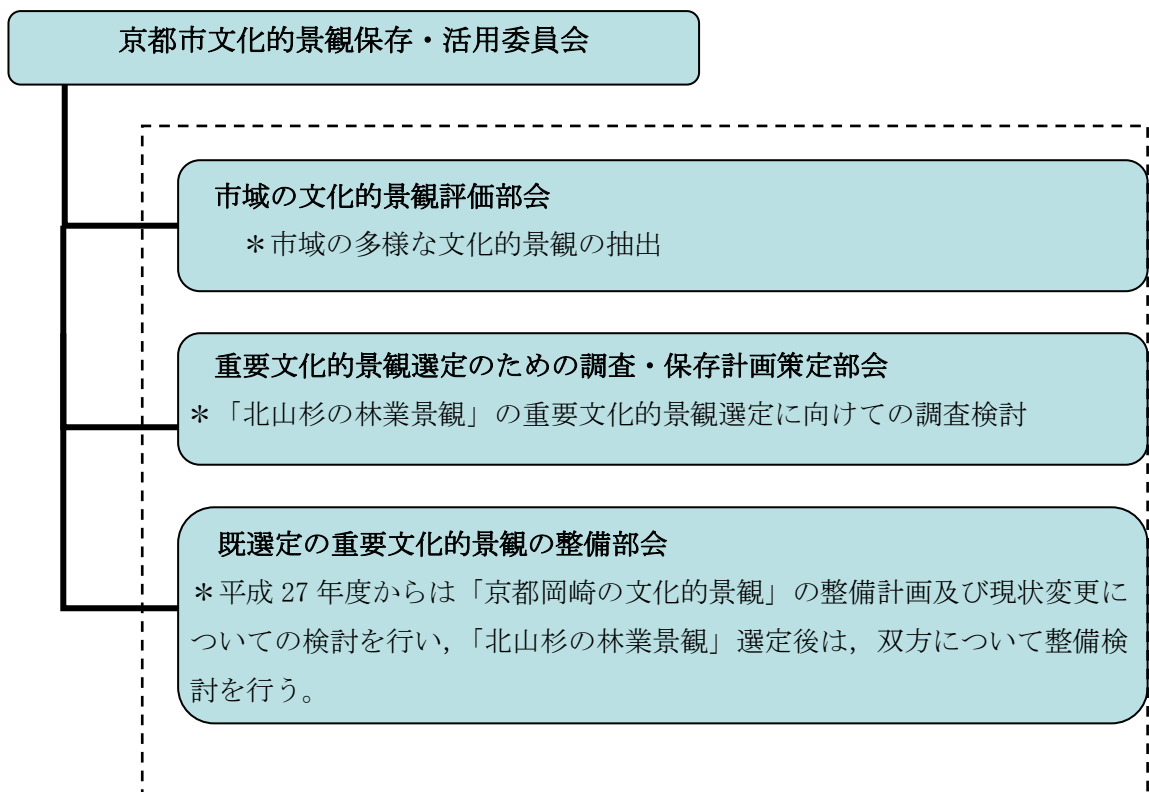 京都市文化的景観保存・活用委員会
市域の文化的景観評価部会
＊市域の多様な文化的景観の抽出
重要文化的景観選定のための調査・保存計画策定部会
＊「北山杉の林業景観」の重要文化的景観選定に向けての調査検討
既選定の重要文化的景観の整備部会
＊平成 27 年度からは「京都岡崎の文化的景観」の整備計画及び現状変更に
ついての検討を行い，「北山杉の林業景観」選定後は，双方について整備検
討を行う。